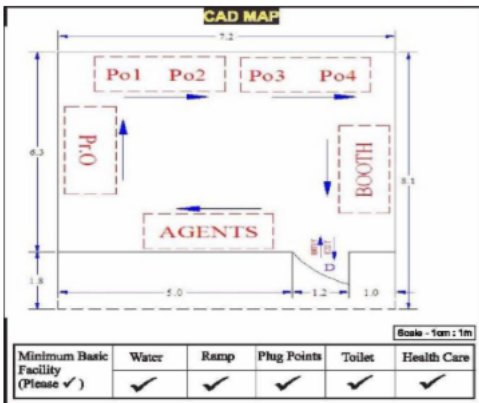 CAD MAP
7.2
Po1 Po2 Po3 Po4
6.3
Pr.O
BOOTH
8.1
AGENTS
D
1.8
5.0 1.2 1.0
Scale - 1cm : 1m
Minimum Basic Facility (Please ✓) Water Ramp Plug Points Toilet Health Care
✓ ✓ ✓ ✓ ✓